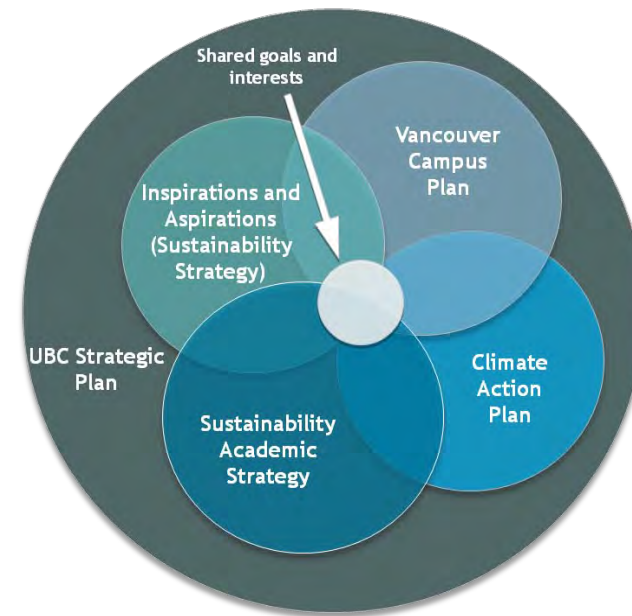 Shared goals and
interests
Vancouver
Campus
Plan
Inspirations and
Aspirations
(Sustainability
Strategy)
UBC Strategic
Plan
Climate
Action
Plan
Sustainability
Academic
Strategy